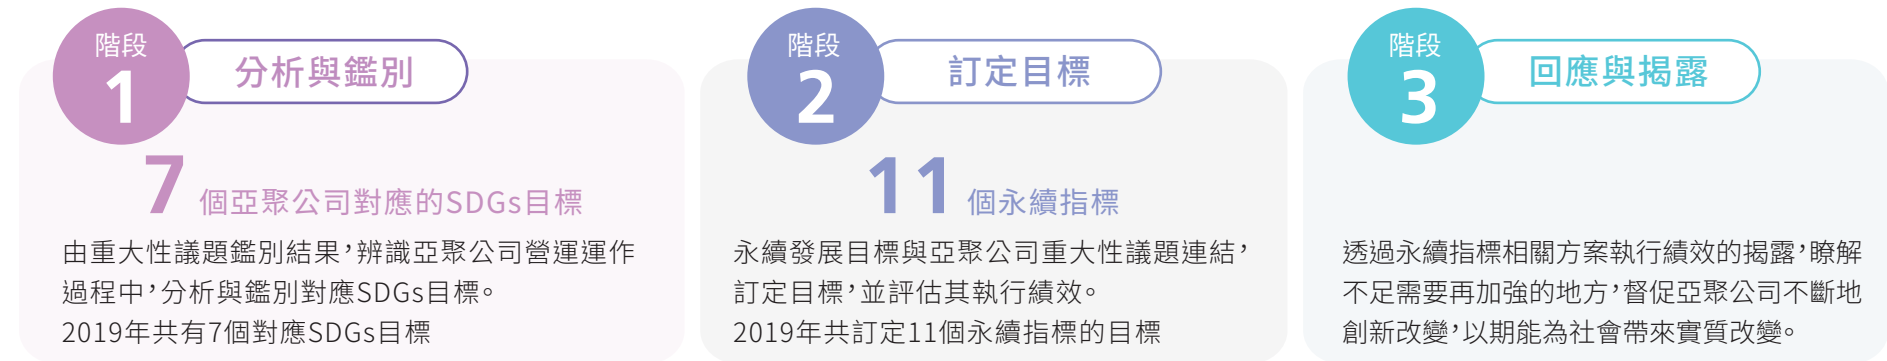 階段
1
分析與鑑別
7 個亞聚公司對應的SDGs目標
由重大性議題鑑別結果，辨識亞聚公司營運運作
過程中，分析與鑑別對應SDGs目標。
2019年共有7個對應SDGs目標
階段
2
訂定目標
11 個永續指標
永續發展目標與亞聚公司重大性議題連結，
訂定目標，並評估其執行績效。
2019年共訂定11個永續指標的目標
階段
3
回應與揭露
透過永續指標相關方案執行績效的揭露，瞭解
不足需要再加強的地方，督促亞聚公司不斷地
創新改變，以期能為社會帶來實質改變。